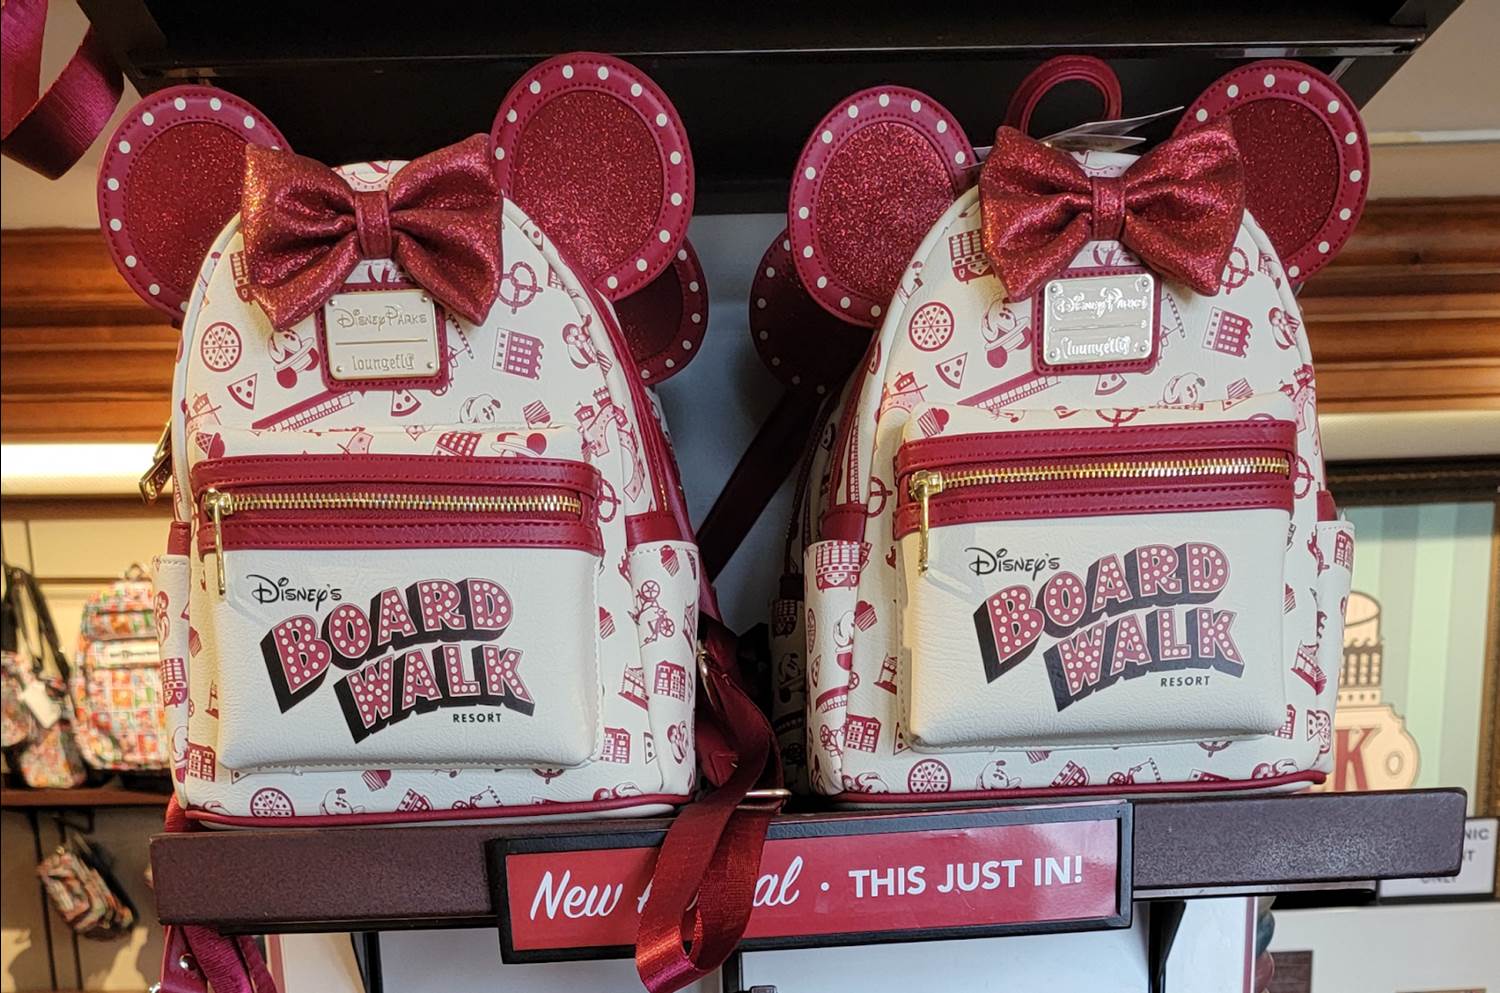 Disney Parks
loungefly
Disney's
BOARD
WALK
RESORT
Disney Parks
loungefly
Disney's
BOARD
WALK
RESORT
New · THIS JUST IN!
K